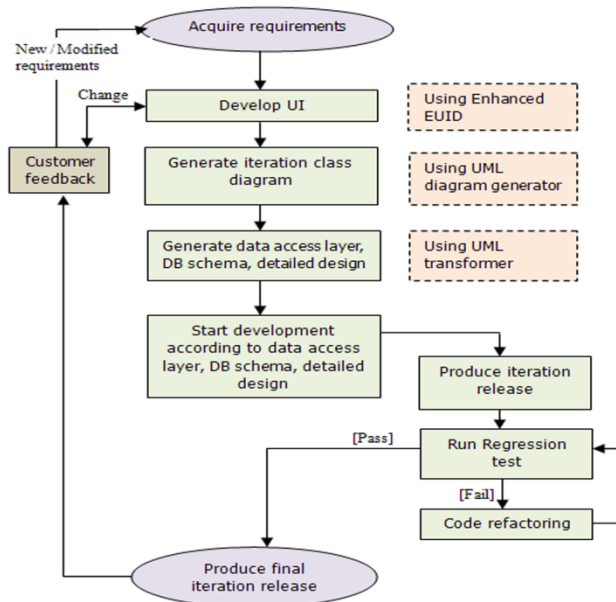 Acquire requirements
New / Modified
requirements
Change
Develop UI
Using Enhanced
EUID
Customer
feedback
Generate iteration class
diagram
Using UML
diagram generator
Generate data access layer,
DB schema, detailed design
Using UML
transformer
Start development
according to data access
layer, DB schema, detailed
design
Produce iteration
release
[Pass]
Run Regression
test
[Fail]
Code refactoring
Produce final
iteration release